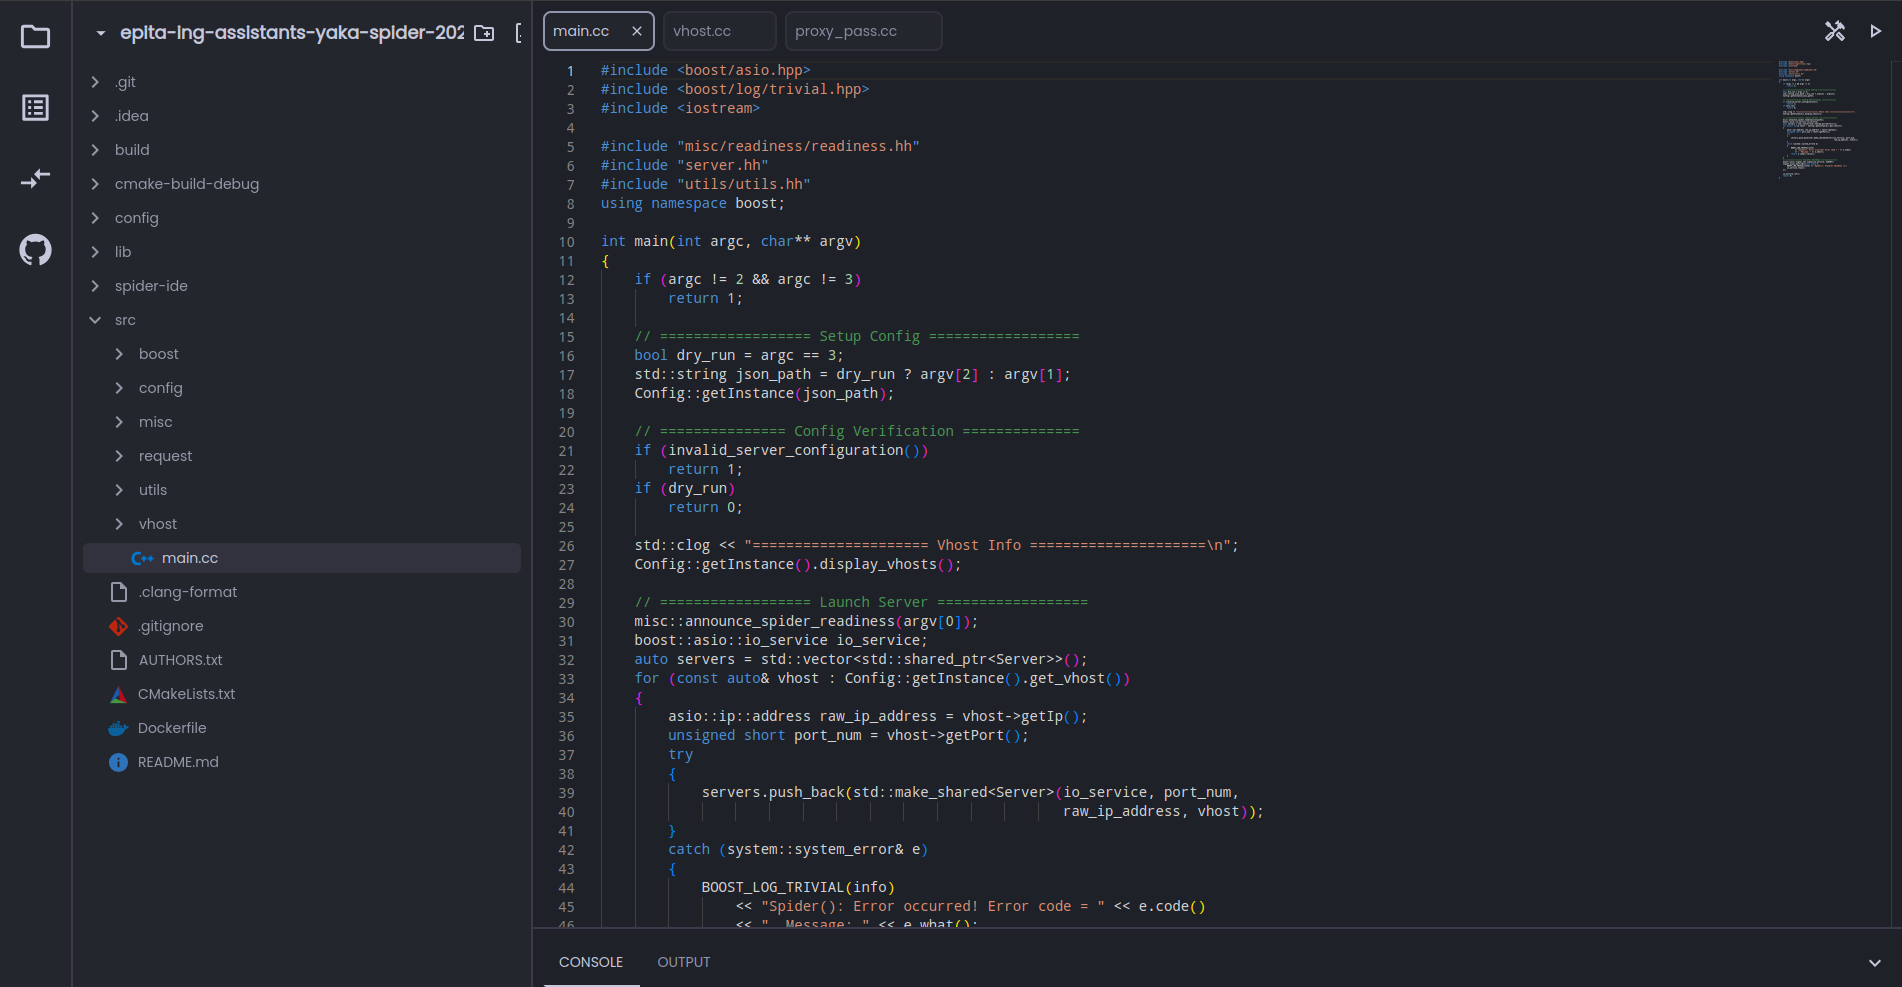 epita-ing-assistants-yaka-spider-202
.git
.idea
build
cmake-build-debug
config
lib
spider-ide
src
boost
config
misc
request
utils
vhost
main.cc
.clang-format
.gitignore
AUTHORS.txt
CMakeLists.txt
Dockerfile
README.md
main.cc vhost.cc proxy_pass.cc
1 #include <boost/asio.hpp>
2 #include <boost/log/trivial.hpp>
3 #include <iostream>
4
5 #include "misc/readiness/readiness.hh"
6 #include "server.hh"
7 #include "utils/utils.hh"
8 using namespace boost;
9
10 int main(int argc, char** argv)
11 {
12     if (argc != 2 && argc != 3)
13         return 1;
14
15     // ================== Setup Config ==================
16     bool dry_run = argc == 3;
17     std::string json_path = dry_run ? argv[2] : argv[1];
18     Config::getInstance(json_path);
19
20     // =============== Config Verification ==============
21     if (invalid_server_configuration())
22         return 1;
23     if (dry_run)
24         return 0;
25
26     std::clog << "===================== Vhost Info =====================\n";
27     Config::getInstance().display_vhosts();
28
29     // ================== Launch Server ==================
30     misc::announce_spider_readiness(argv[0]);
31     boost::asio::io_service io_service;
32     auto servers = std::vector<std::shared_ptr<Server>>();
33     for (const auto& vhost : Config::getInstance().get_vhost())
34     {
35         asio::ip::address raw_ip_address = vhost->getIp();
36         unsigned short port_num = vhost->getPort();
37         try
38         {
39             servers.push_back(std::make_shared<Server>(io_service, port_num,
40                                                        raw_ip_address, vhost));
41         }
42         catch (system::system_error& e)
43         {
44             BOOST_LOG_TRIVIAL(info)
45                 << "Spider(): Error occurred! Error code = " << e.code()
46                 << ". Message: " << e.what();
CONSOLE OUTPUT